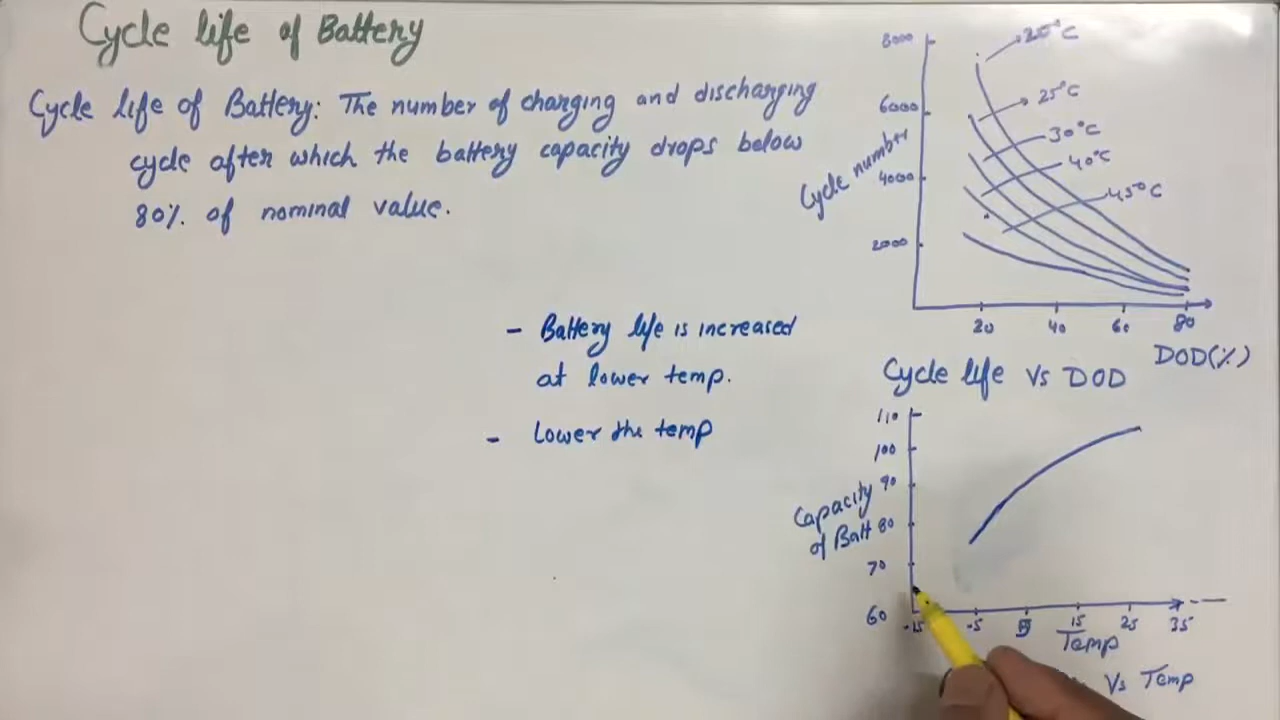 Cycle life of Battery
Cycle life of Battery: The number of charging and discharging
cycle after which the battery capacity drops below
80% of nominal value.
- Battery life is increased
at lower temp.
- Lower the temp
8000
6000
4000
2000
Cycle number
20°C
25°C
30°C
40°C
45°C
20 40 60 80
DOD(%)
Cycle life Vs DOD
110
100
90
80
70
60
Capacity
of Batt
-15 -5 5 15 25 35
Temp
Vs Temp